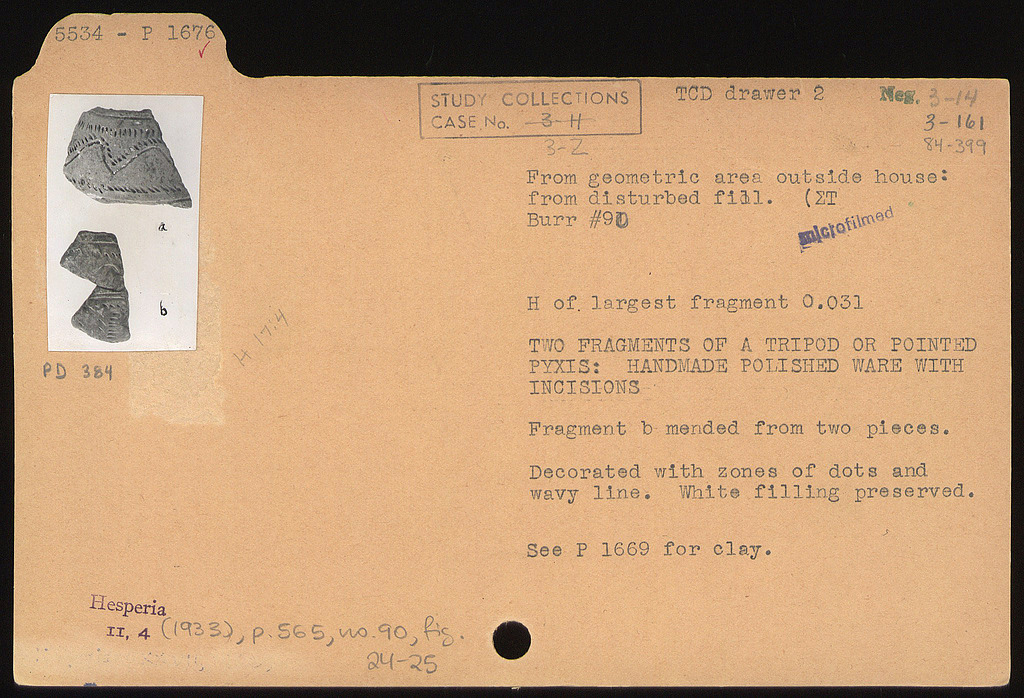 5534 - P 1676
✓
STUDY COLLECTIONS
CASE No. 3-H
3-Z
TCD drawer 2
Neg. 3-14
3-161
84-399
From geometric area outside house:
from disturbed fill. (ΣΤ
Burr #90
microfilmed
a
b
PD 384
H 17:4
H of largest fragment 0.031
TWO FRAGMENTS OF A TRIPOD OR POINTED
PYXIS: HANDMADE POLISHED WARE WITH
INCISIONS
Fragment b mended from two pieces.
Decorated with zones of dots and
wavy line. White filling preserved.
See P 1669 for clay.
Hesperia
II, 4 (1933), p. 565, no. 90, fig.
24-25